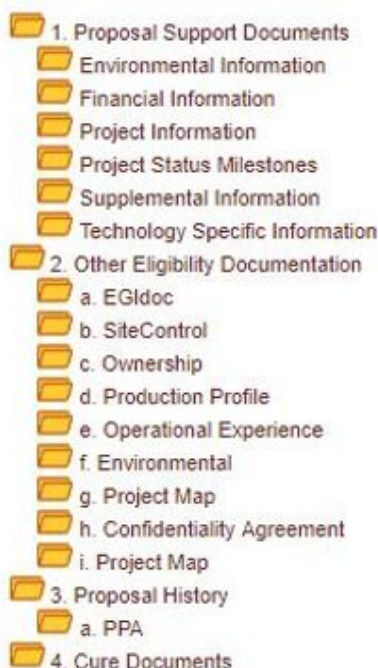 1. Proposal Support Documents
Environmental Information
Financial Information
Project Information
Project Status Milestones
Supplemental Information
Technology Specific Information
2. Other Eligibility Documentation
a. EGIdoc
b. SiteControl
c. Ownership
d. Production Profile
e. Operational Experience
f. Environmental
g. Project Map
h. Confidentiality Agreement
i. Project Map
3. Proposal History
a. PPA
4. Cure Documents